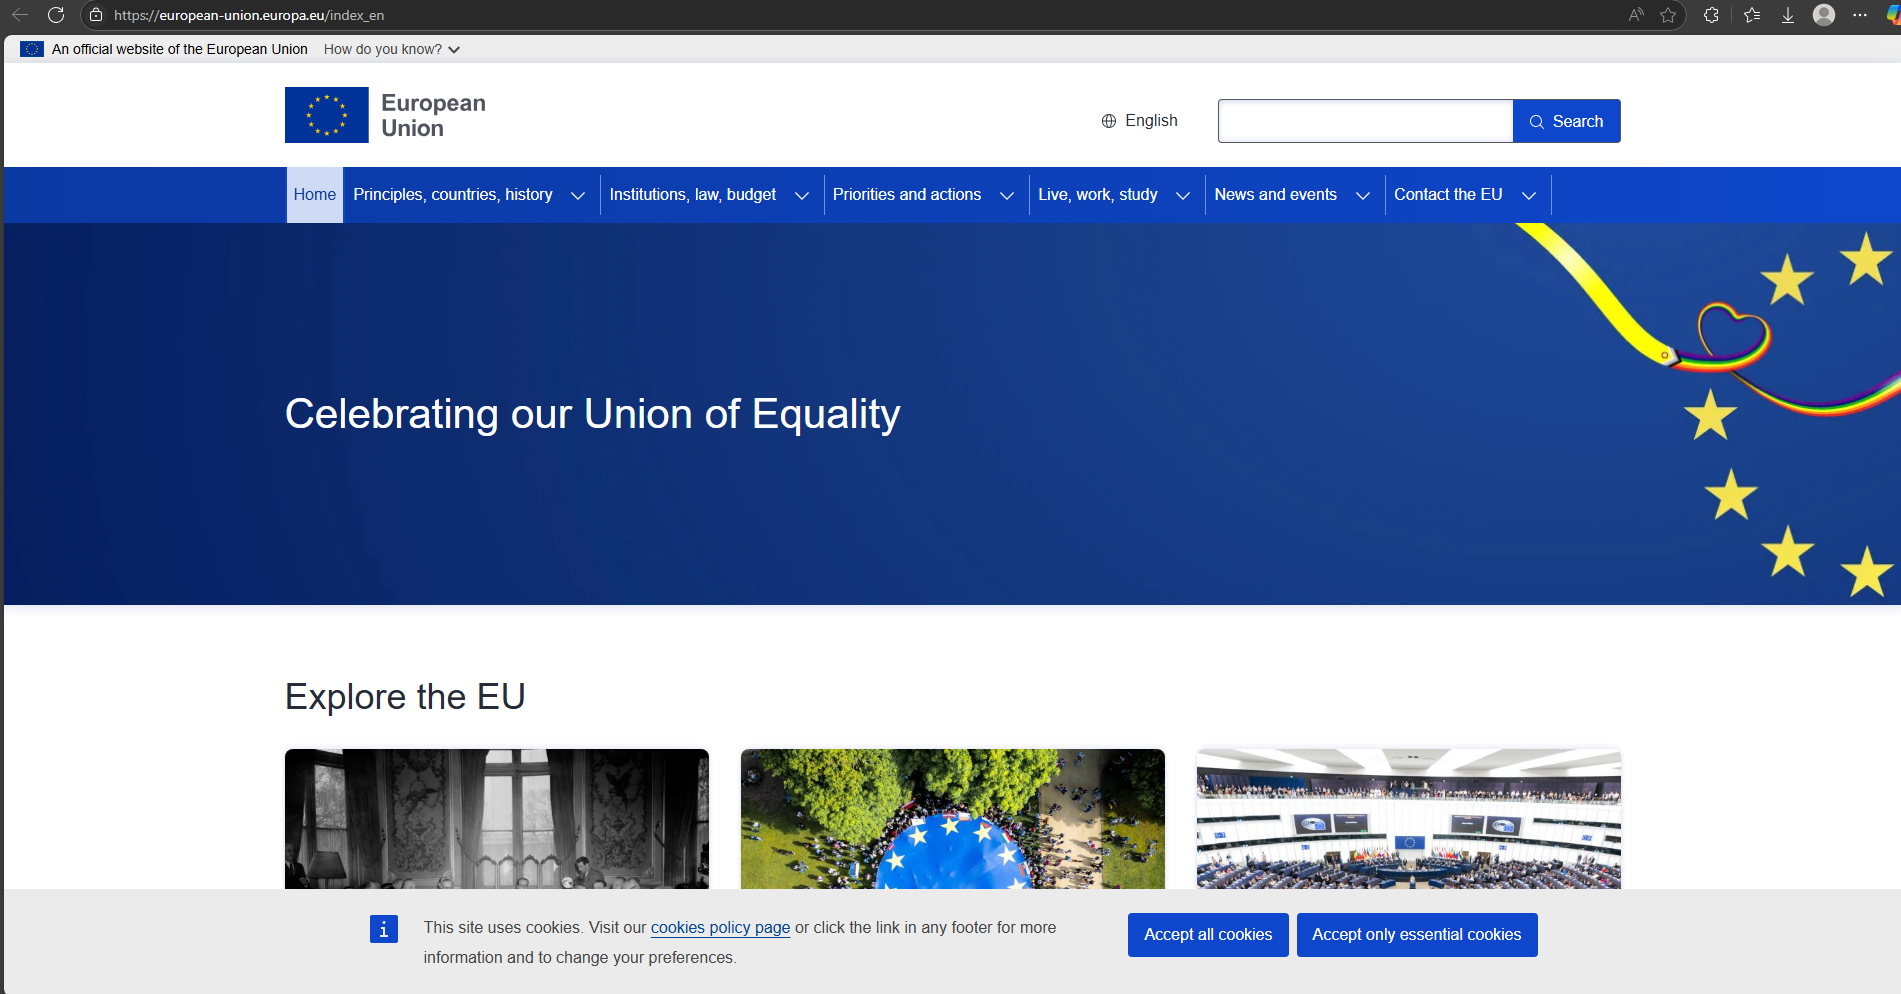 https://european-union.europa.eu/index_en
An official website of the European Union How do you know?
European
Union
English
Search
Home Principles, countries, history Institutions, law, budget Priorities and actions Live, work, study News and events Contact the EU
Celebrating our Union of Equality
Explore the EU
This site uses cookies. Visit our cookies policy page or click the link in any footer for more
information and to change your preferences.
Accept all cookies Accept only essential cookies